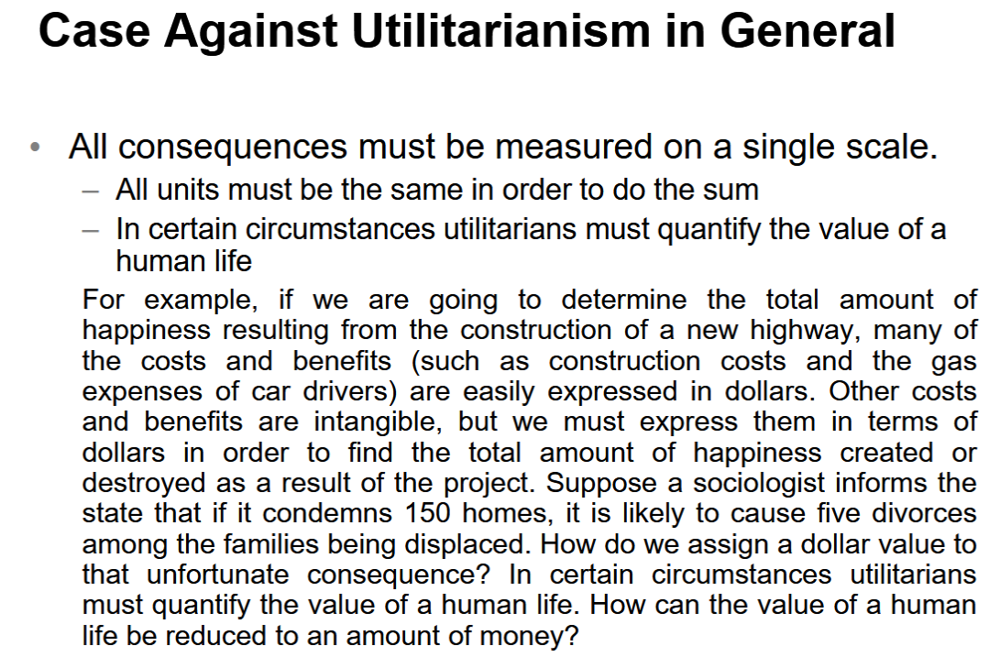 Case Against Utilitarianism in General
• All consequences must be measured on a single scale.
– All units must be the same in order to do the sum
– In certain circumstances utilitarians must quantify the value of a
human life
For example, if we are going to determine the total amount of
happiness resulting from the construction of a new highway, many of
the costs and benefits (such as construction costs and the gas
expenses of car drivers) are easily expressed in dollars. Other costs
and benefits are intangible, but we must express them in terms of
dollars in order to find the total amount of happiness created or
destroyed as a result of the project. Suppose a sociologist informs the
state that if it condemns 150 homes, it is likely to cause five divorces
among the families being displaced. How do we assign a dollar value to
that unfortunate consequence? In certain circumstances utilitarians
must quantify the value of a human life. How can the value of a human
life be reduced to an amount of money?